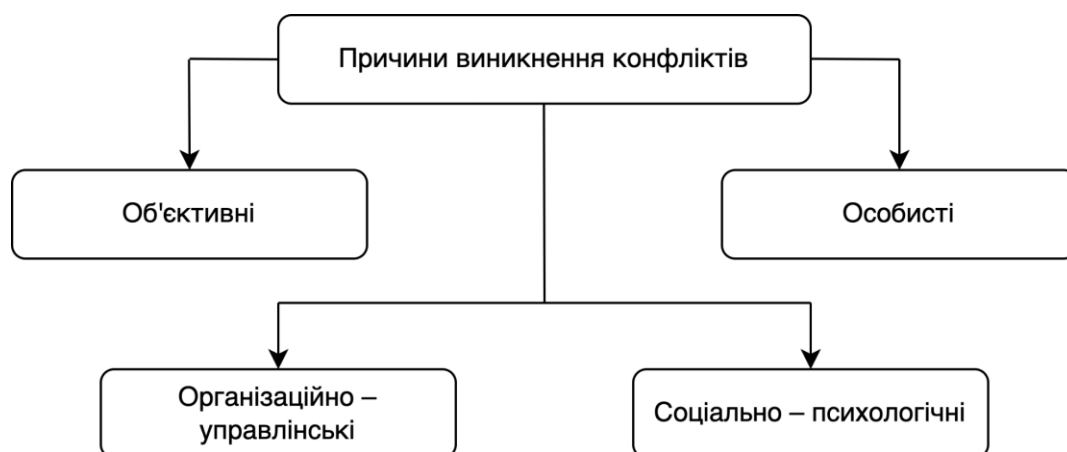 Причини виникнення конфліктів
Об'єктивні
Особисті
Організаційно –
управлінські
Соціально – психологічні